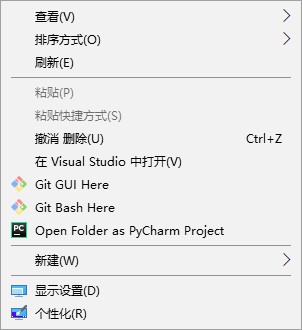 查看(V)
排序方式(O)
刷新(E)
粘贴(P)
粘贴快捷方式(S)
撤消 删除(U) Ctrl+Z
在 Visual Studio 中打开(V)
Git GUI Here
Git Bash Here
PC Open Folder as PyCharm Project
新建(W)
显示设置(D)
个性化(R)